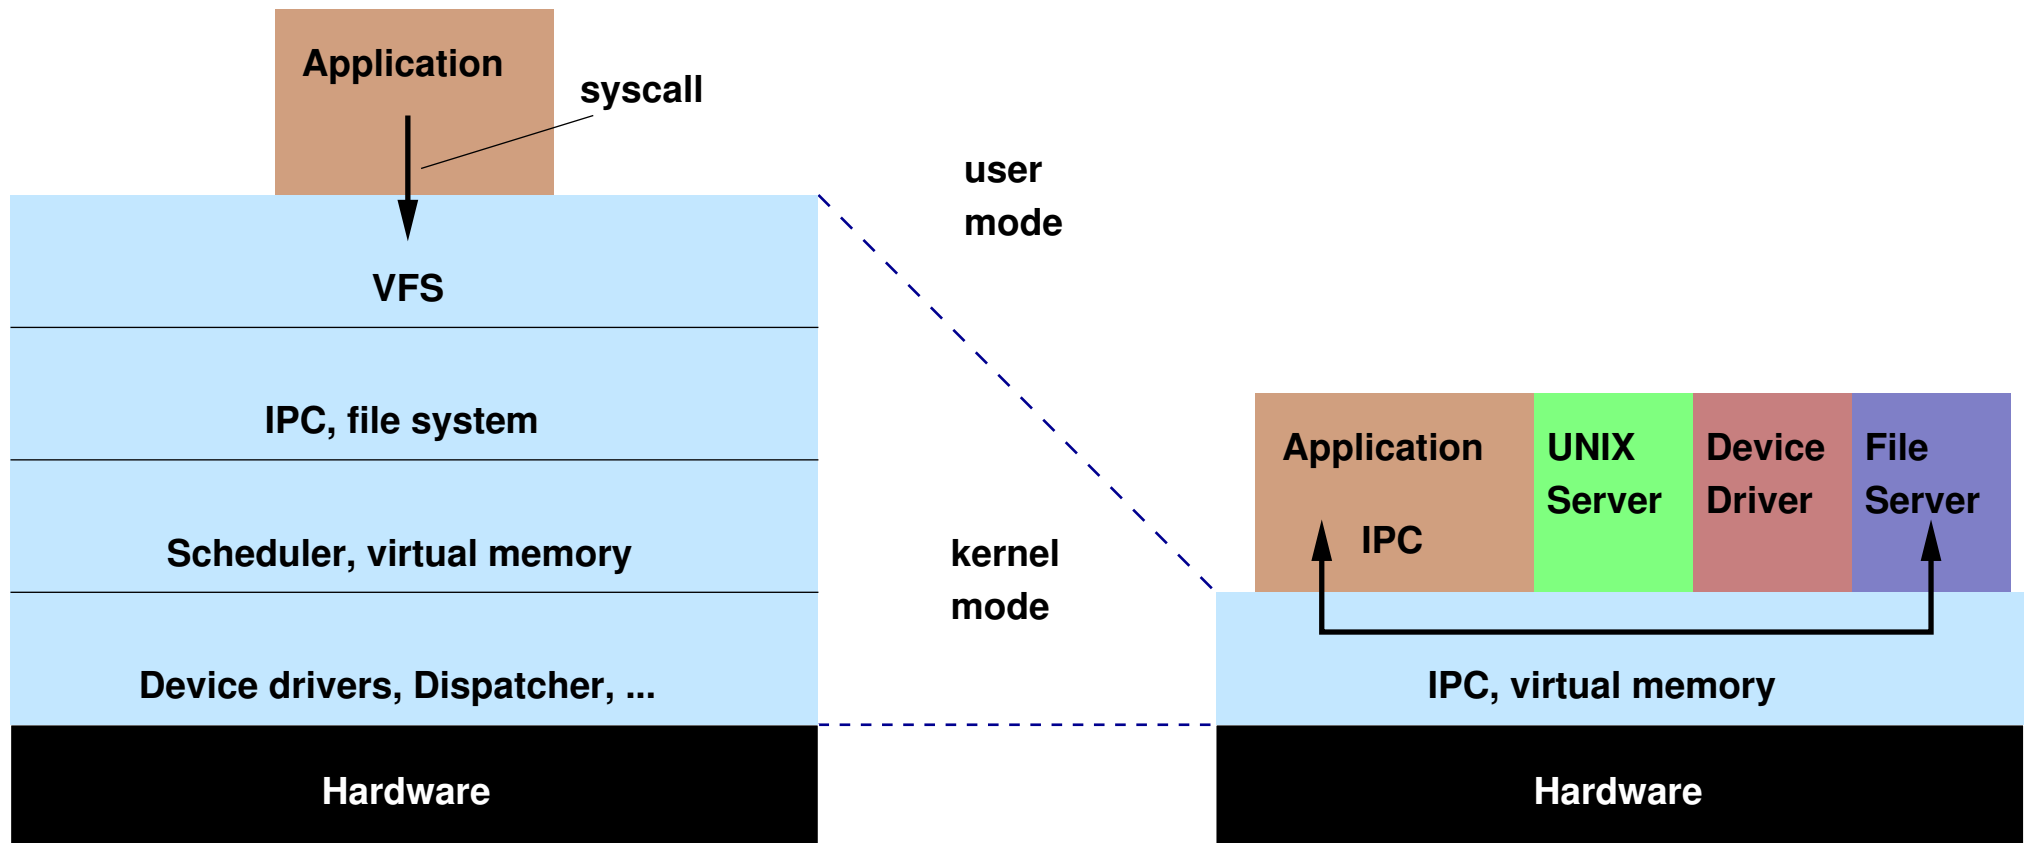 Application
syscall
VFS
IPC, file system
Scheduler, virtual memory
Device drivers, Dispatcher, ...
Hardware
user
mode
kernel
mode
Application
IPC
UNIX
Server
Device
Driver
File
Server
IPC, virtual memory
Hardware